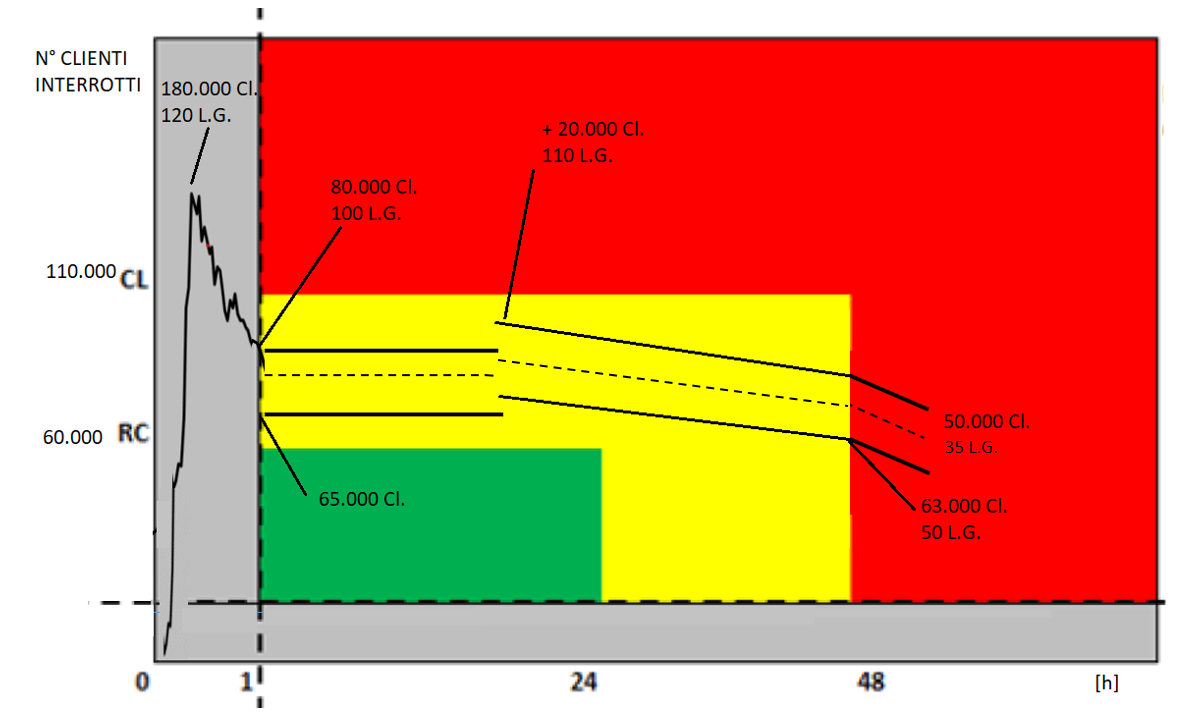 N° CLIENTI
INTERROTTI
180.000 Cl.
120 L.G.
+ 20.000 Cl.
110 L.G.
80.000 Cl.
100 L.G.
110.000 CL
60.000 RC
50.000 Cl.
35 L.G.
65.000 Cl.
63.000 Cl.
50 L.G.
0 1 24 48 [h]